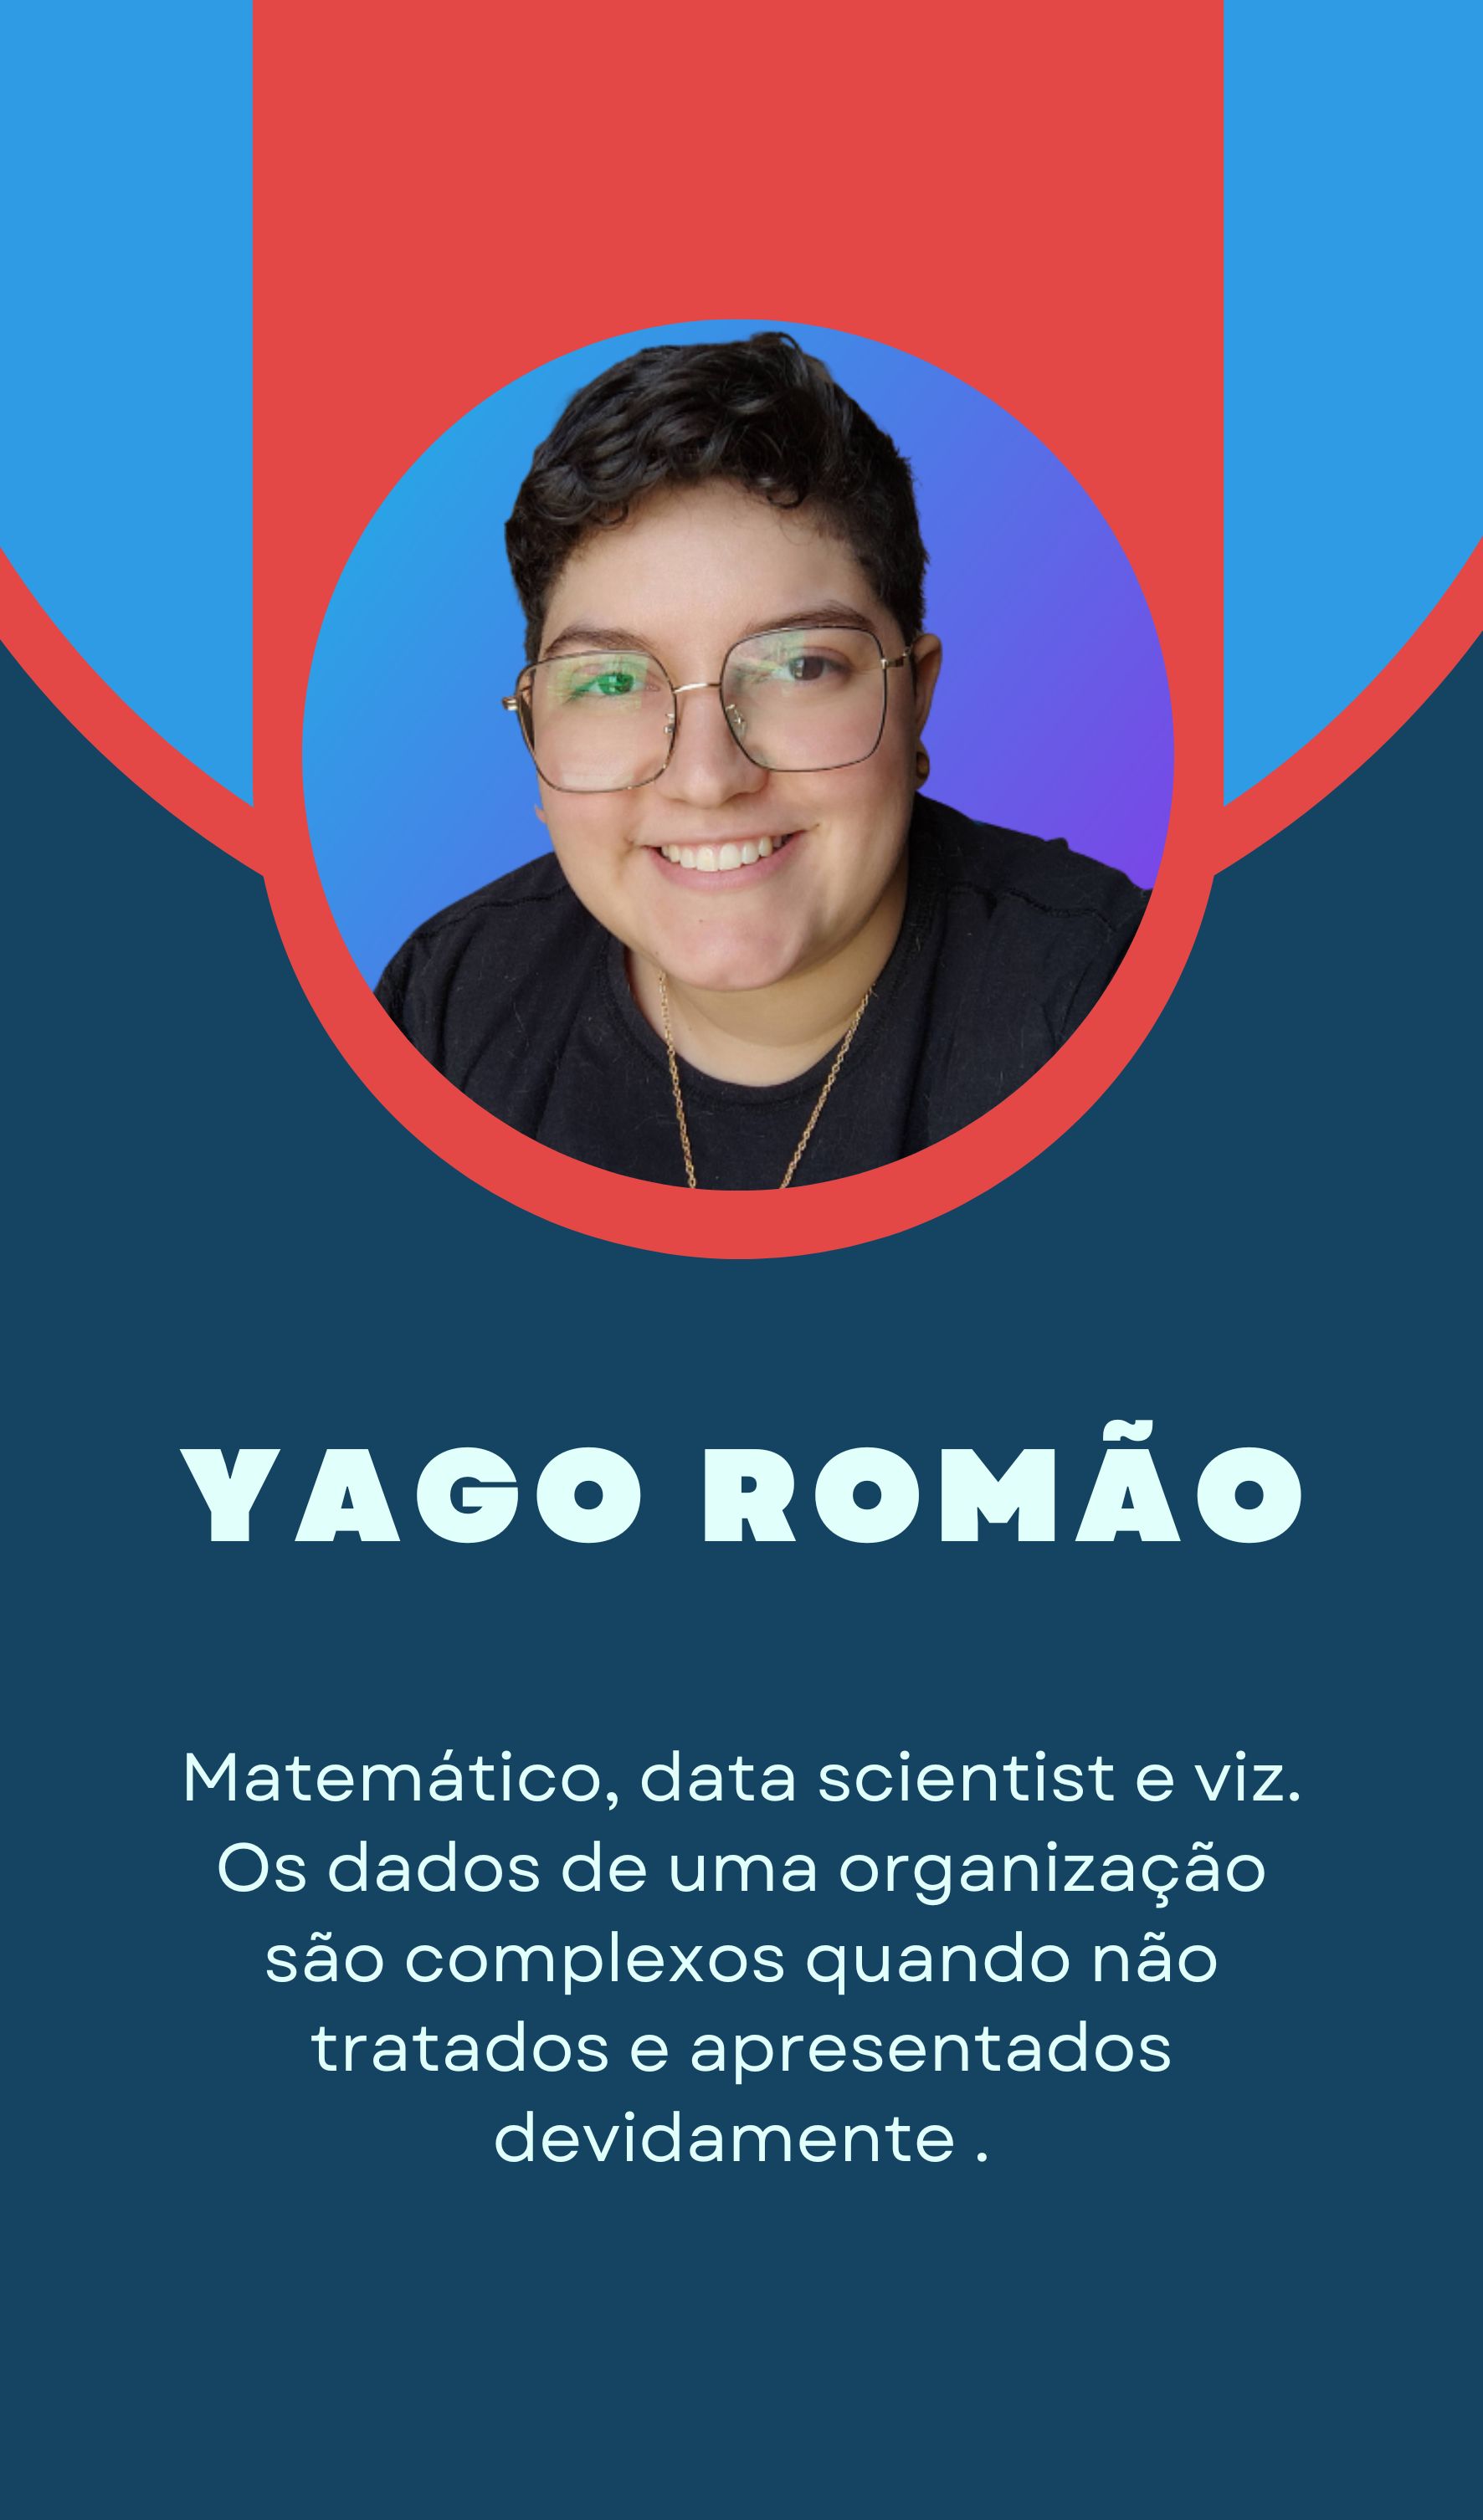 YAGO ROMÃO
Matemático, data scientist e viz.
Os dados de uma organização
são complexos quando não
tratados e apresentados
devidamente .